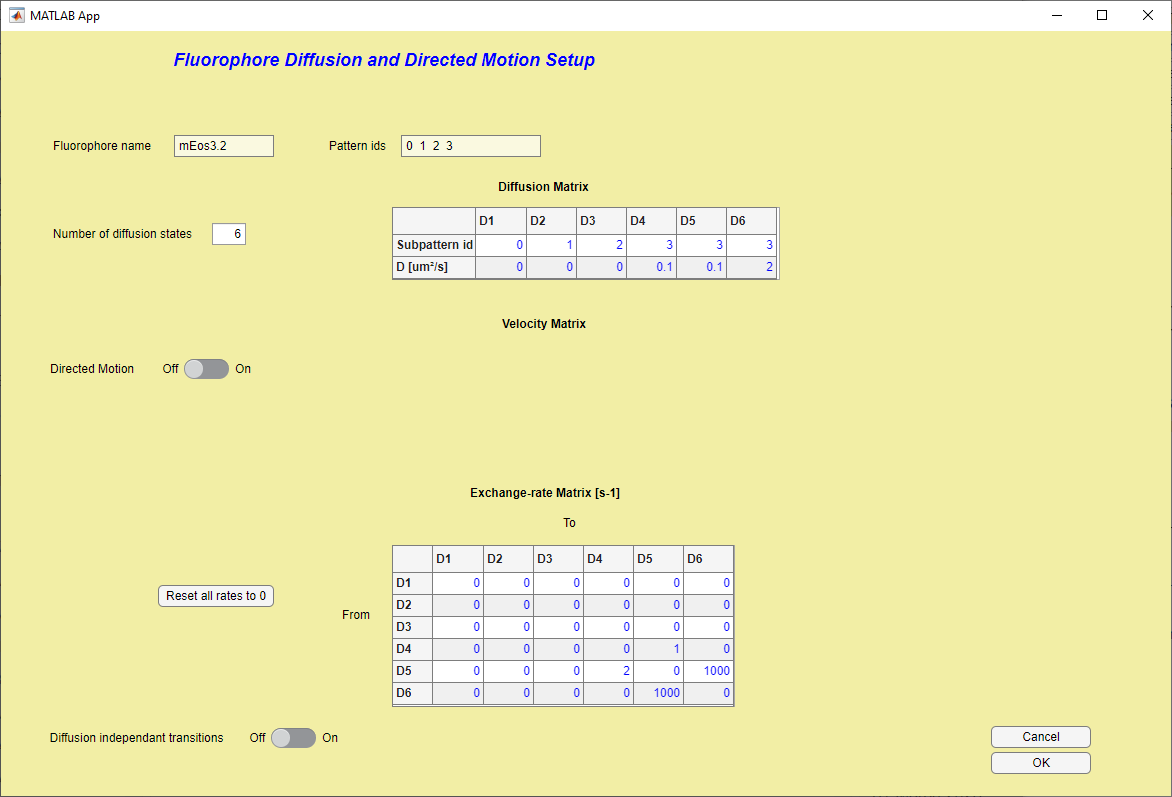 MATLAB App
Fluorophore Diffusion and Directed Motion Setup
Fluorophore name mEos3.2 Pattern ids 0 1 2 3
Diffusion Matrix
Number of diffusion states 6
D1 D2 D3 D4 D5 D6
Subpattern id 0 1 2 3 3 3
D [um²/s] 0 0 0 0.1 0.1 2
Velocity Matrix
Directed Motion Off On
Exchange-rate Matrix [s-1]
To
D1 D2 D3 D4 D5 D6
D1 0 0 0 0 0 0
Reset all rates to 0
D2 0 0 0 0 0 0
From
D3 0 0 0 0 0 0
D4 0 0 0 0 1 0
D5 0 0 0 2 0 1000
D6 0 0 0 0 1000 0
Diffusion independant transitions Off On
Cancel
OK